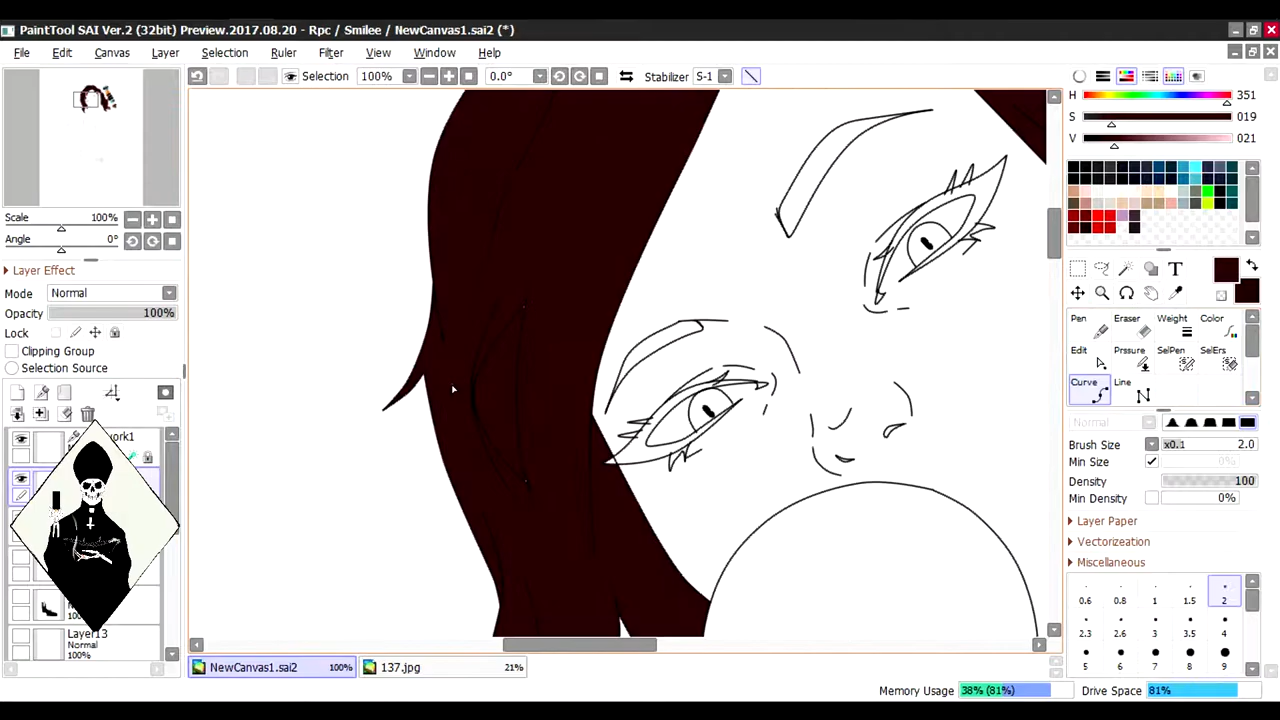 PaintTool SAI Ver.2 (32bit) Preview.2017.08.20 - Rpc / Smilee / NewCanvas1.sai2 (*)
File Edit Canvas Layer Selection Ruler Filter View Window Help
Selection 100% 0.0° Stabilizer S-1
H 351
S 019
V 021
Scale 100%
Angle 0°
Layer Effect
Mode Normal
Opacity 100%
Lock
Clipping Group
Selection Source
work1
Layer13
Normal
100%
T
Pen Eraser Weight Color
Edit Prssure SelPen SelErs
Curve Line
Normal
Brush Size x0.1 2.0
Min Size 0%
Density 100
Min Density 0%
Layer Paper
Vectorizeation
Miscellaneous
0.6 0.8 1 1.5 2
2.3 2.6 3 3.5 4
5 6 7 8 9
NewCanvas1.sai2 100% 137.jpg 21%
Memory Usage 38% (81%) Drive Space 81%